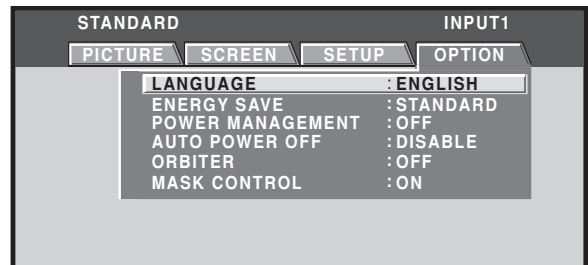 STANDARD INPUT1
PICTURE SCREEN SETUP OPTION
LANGUAGE :ENGLISH
ENERGY SAVE :STANDARD
POWER MANAGEMENT :OFF
AUTO POWER OFF :DISABLE
ORBITER :OFF
MASK CONTROL :ON